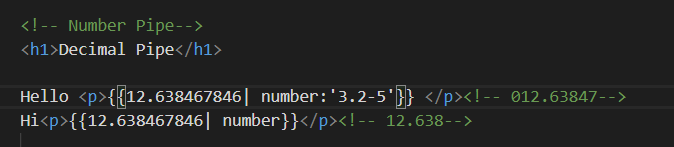 <!-- Number Pipe-->
<h1>Decimal Pipe</h1>
Hello <p>{{12.638467846| number:'3.2-5'}} </p><!-- 012.63847-->
Hi<p>{{12.638467846| number}}</p><!-- 12.638-->